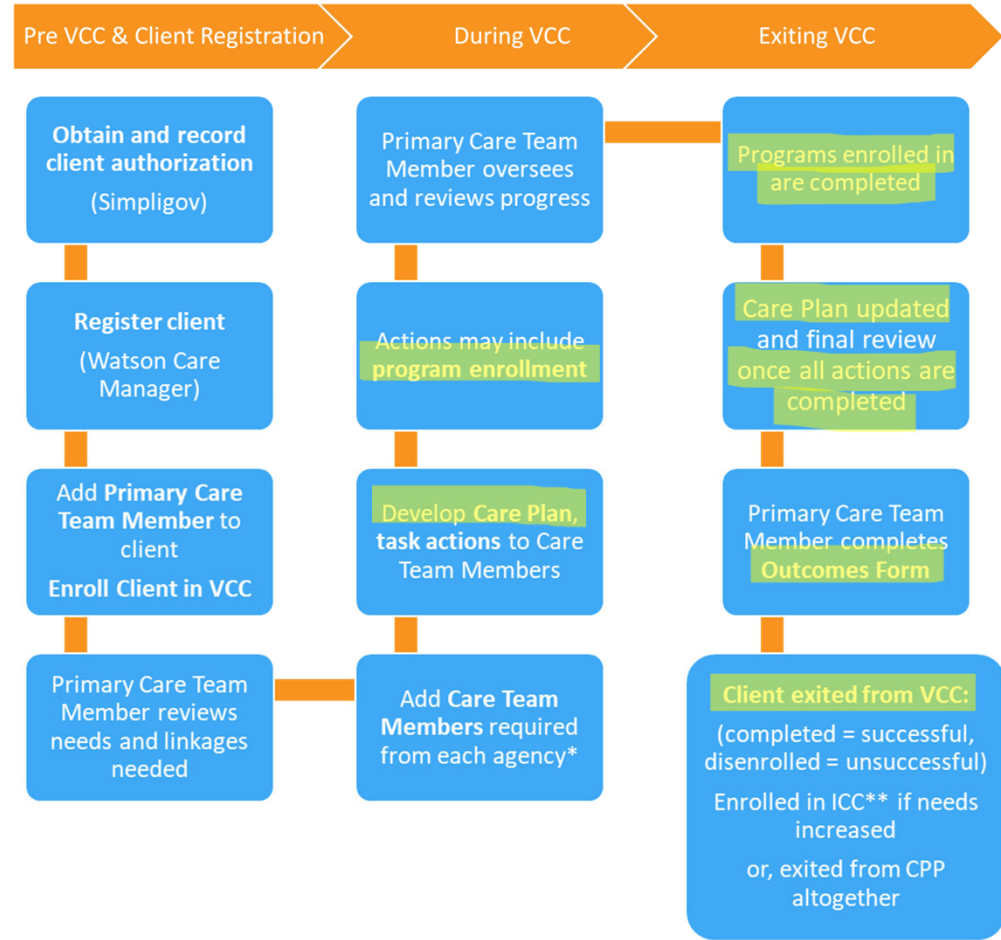 Pre VCC & Client Registration
During VCC
Exiting VCC
Obtain and record
client authorization
(Simpligov)
Register client
(Watson Care
Manager)
Add Primary Care
Team Member to
client
Enroll Client in VCC
Primary Care Team
Member reviews
needs and linkages
needed
Primary Care Team
Member oversees
and reviews progress
Actions may include
program enrollment
Develop Care Plan,
task actions to Care
Team Members
Add Care Team
Members required
from each agency*
Programs enrolled in
are completed
Care Plan updated
and final review
once all actions are
completed
Primary Care Team
Member completes
Outcomes Form
Client exited from VCC:
(completed = successful,
disenrolled = unsuccessful)
Enrolled in ICC** if needs
increased
or, exited from CPP
altogether